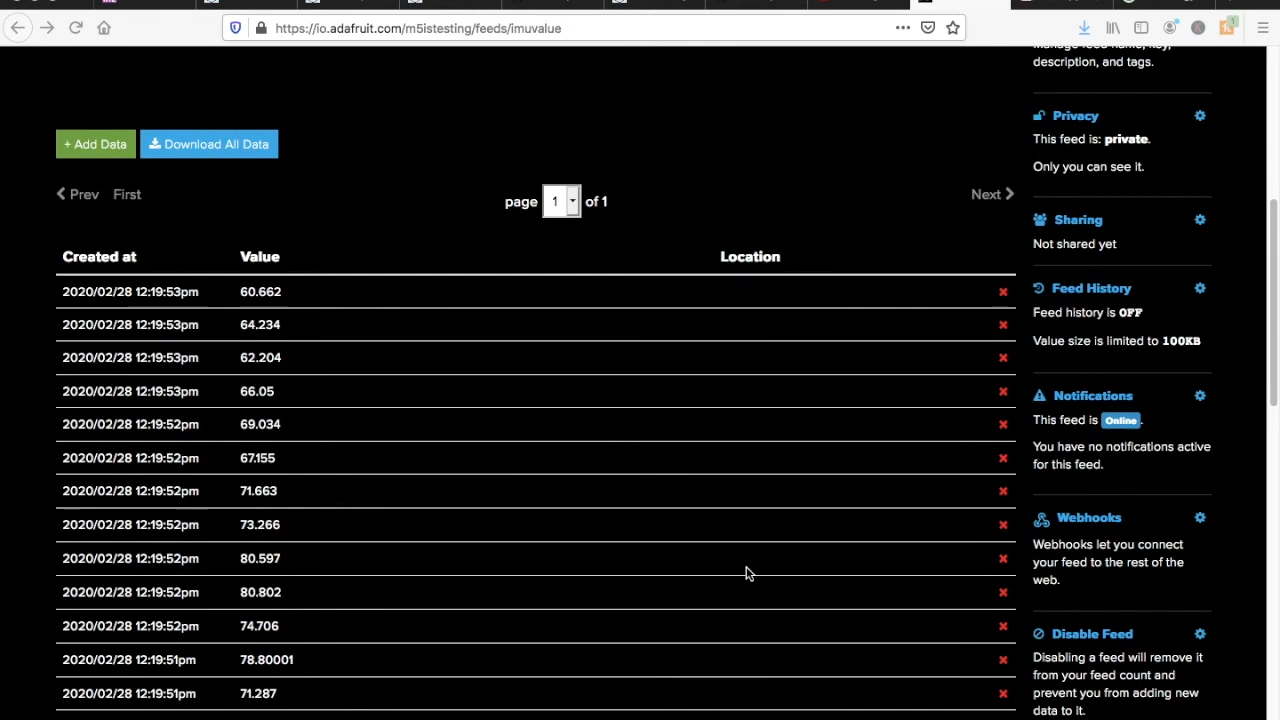 https://io.adafruit.com/m5istesting/feeds/imuvalue
description, and tags.
+ Add Data
Download All Data
Prev First
page 1 of 1
Next
Created at Value Location
2020/02/28 12:19:53pm 60.662
2020/02/28 12:19:53pm 64.234
2020/02/28 12:19:53pm 62.204
2020/02/28 12:19:53pm 66.05
2020/02/28 12:19:52pm 69.034
2020/02/28 12:19:52pm 67.155
2020/02/28 12:19:52pm 71.663
2020/02/28 12:19:52pm 73.266
2020/02/28 12:19:52pm 80.597
2020/02/28 12:19:52pm 80.802
2020/02/28 12:19:52pm 74.706
2020/02/28 12:19:51pm 78.80001
2020/02/28 12:19:51pm 71.287
Privacy
This feed is: private.
Only you can see it.
Sharing
Not shared yet
Feed History
Feed history is OFF
Value size is limited to 100KB
Notifications
This feed is Online.
You have no notifications active
for this feed.
Webhooks
Webhooks let you connect
your feed to the rest of the
web.
Disable Feed
Disabling a feed will remove it
from your feed count and
prevent you from adding new
data to it.